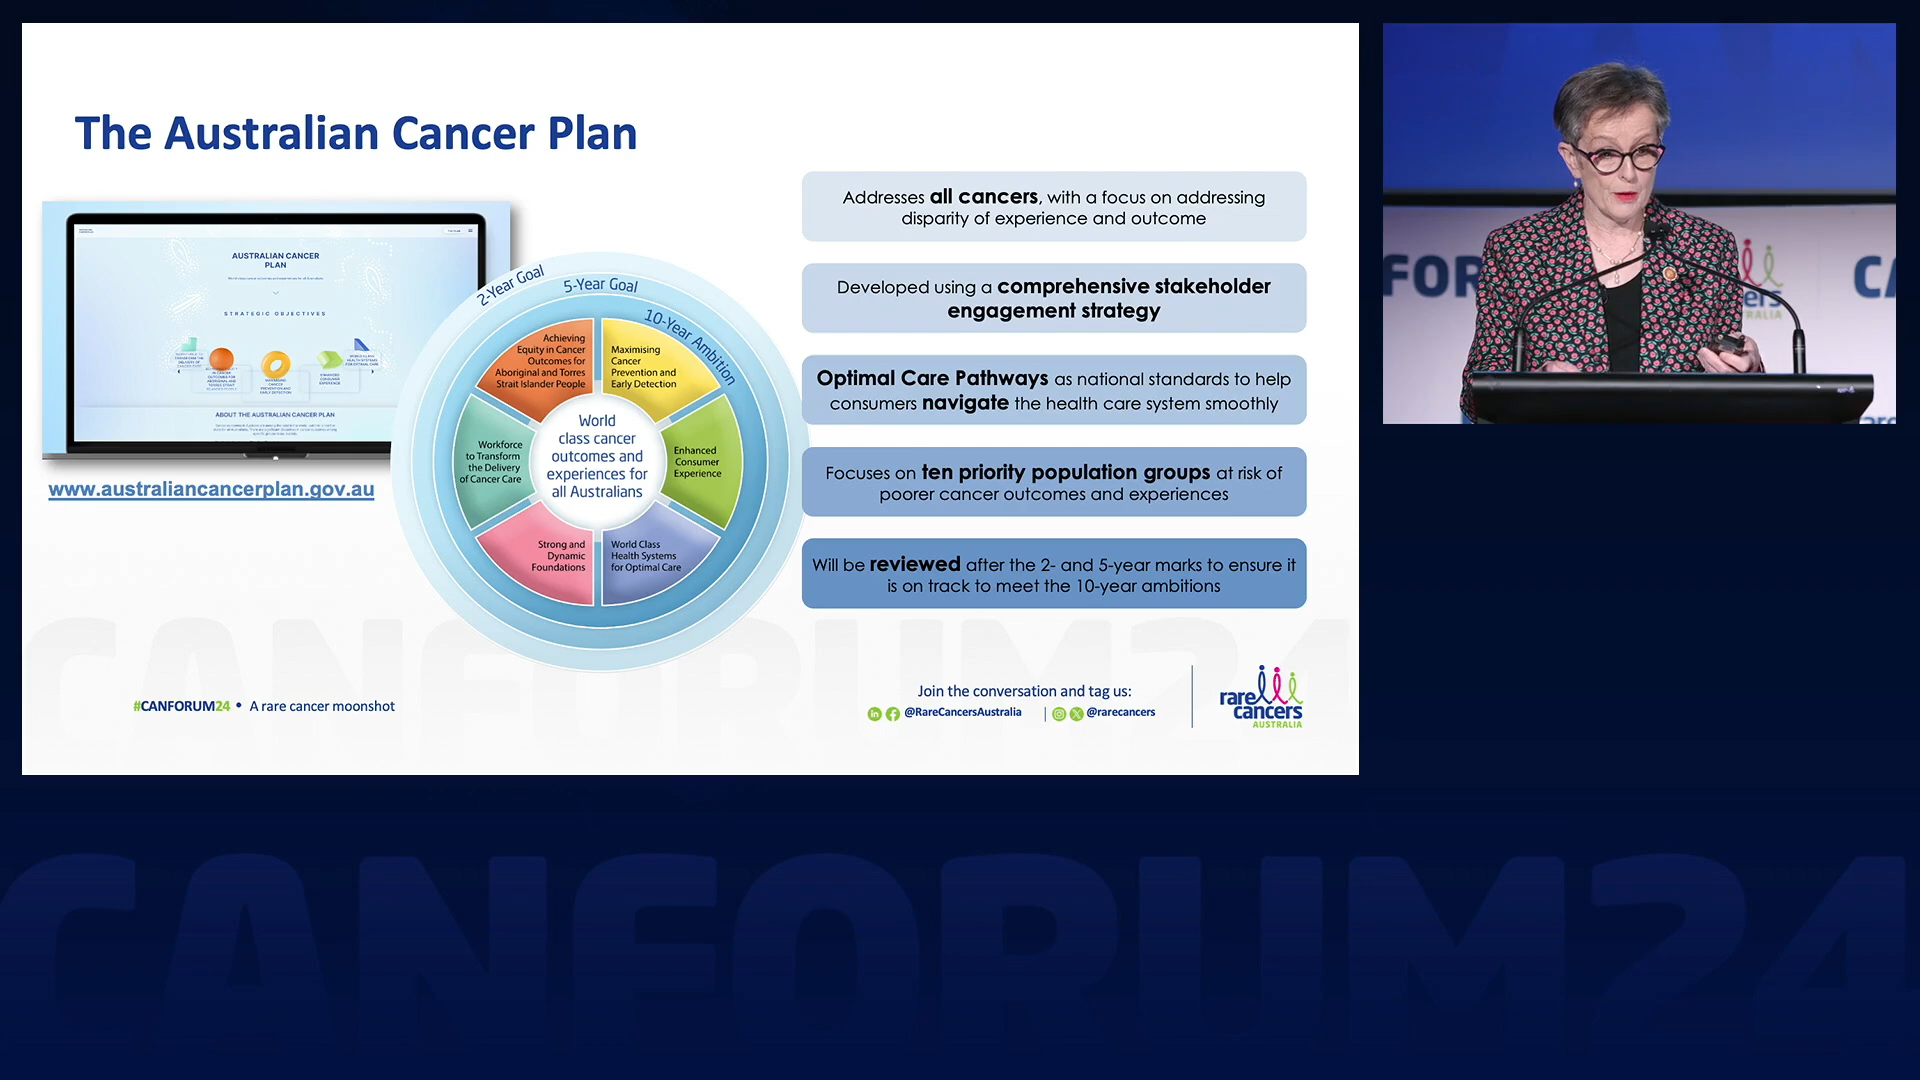 The Australian Cancer Plan
AUSTRALIAN CANCER
PLAN
STRATEGIC OBJECTIVES
ABOUT THE AUSTRALIAN CANCER PLAN
www.australiancancerplan.gov.au
2-Year Goal
5-Year Goal
10-Year Ambition
Achieving
Equity in Cancer
Outcomes for
Aboriginal and Torres
Strait Islander People
Maximising
Cancer
Prevention and
Early Detection
Workforce
to Transform
the Delivery
of Cancer Care
World
class cancer
outcomes and
experiences for
all Australians
Enhanced
Consumer
Experience
Strong and
Dynamic
Foundations
World Class
Health Systems
for Optimal Care
Addresses all cancers, with a focus on addressing
disparity of experience and outcome
Developed using a comprehensive stakeholder
engagement strategy
Optimal Care Pathways as national standards to help
consumers navigate the health care system smoothly
Focuses on ten priority population groups at risk of
poorer cancer outcomes and experiences
Will be reviewed after the 2- and 5-year marks to ensure it
is on track to meet the 10-year ambitions
#CANFORUM24 • A rare cancer moonshot
Join the conversation and tag us:
@RareCancersAustralia | @rarecancers
rare
cancers
AUSTRALIA
CANFORUM24
FOR
CA
CANFORUM24